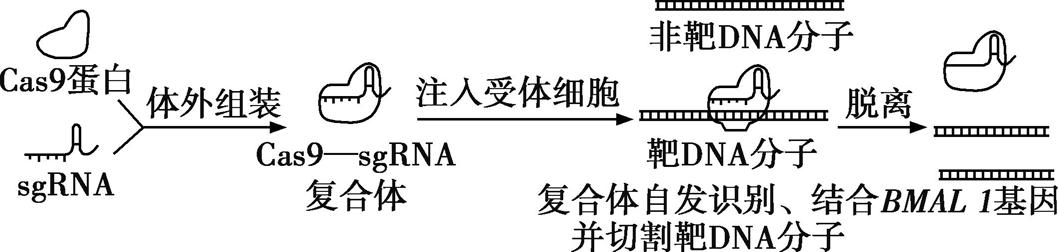 Cas9蛋白
sgRNA
体外组装
Cas9—sgRNA
复合体
注入受体细胞
非靶DNA分子
靶DNA分子
复合体自发识别、结合BMAL 1基因
并切割靶DNA分子
脱离